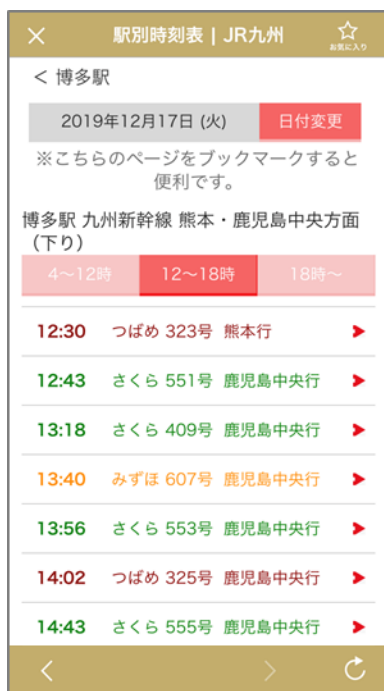 駅別時刻表 | JR九州
お気に入り
< 博多駅
2019年12月17日 (火) 日付変更
※こちらのページをブックマークすると
便利です。
博多駅 九州新幹線 熊本・鹿児島中央方面
（下り）
4〜12時 12〜18時 18時〜
12:30 つばめ 323号 熊本行
12:43 さくら 551号 鹿児島中央行
13:18 さくら 409号 鹿児島中央行
13:40 みずほ 607号 鹿児島中央行
13:56 さくら 553号 鹿児島中央行
14:02 つばめ 325号 鹿児島中央行
14:43 さくら 555号 鹿児島中央行